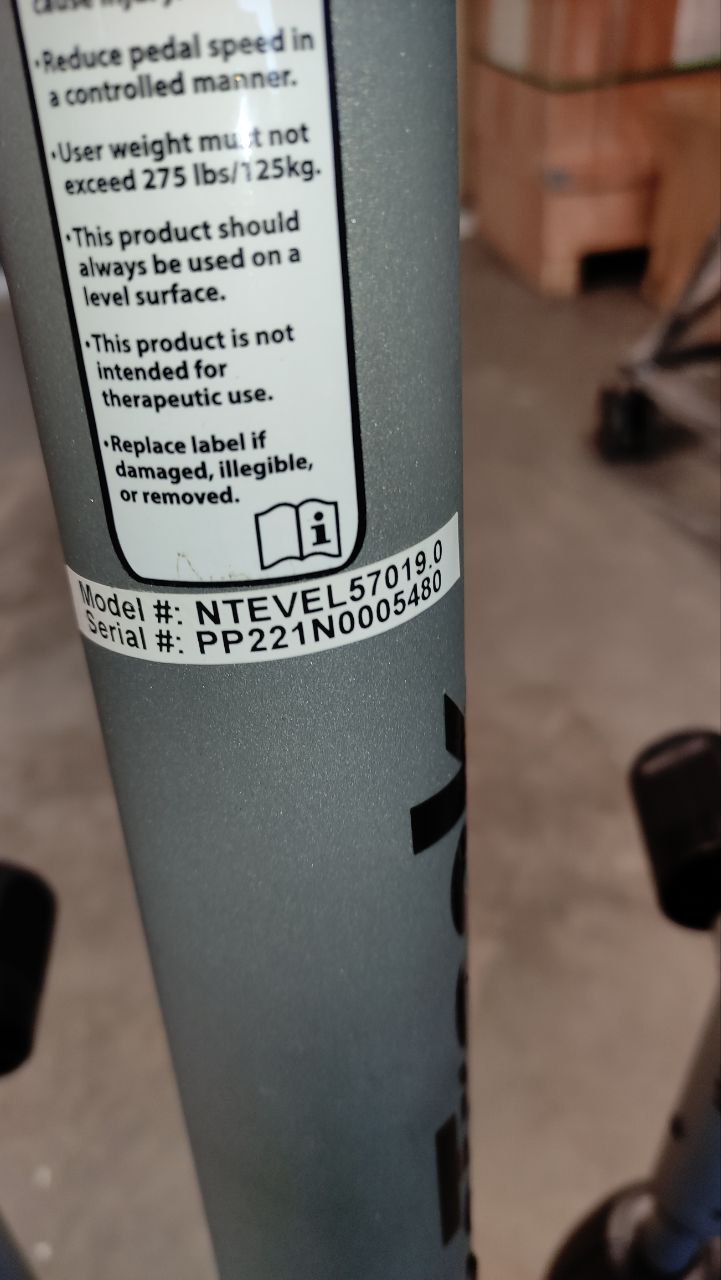 cause injury.
•Reduce pedal speed in
a controlled manner.
•User weight must not
exceed 275 lbs/125kg.
•This product should
always be used on a
level surface.
•This product is not
intended for
therapeutic use.
•Replace label if
damaged, illegible,
or removed.
i
Model #: NTEVEL57019.0
Serial #: PP221N0005480